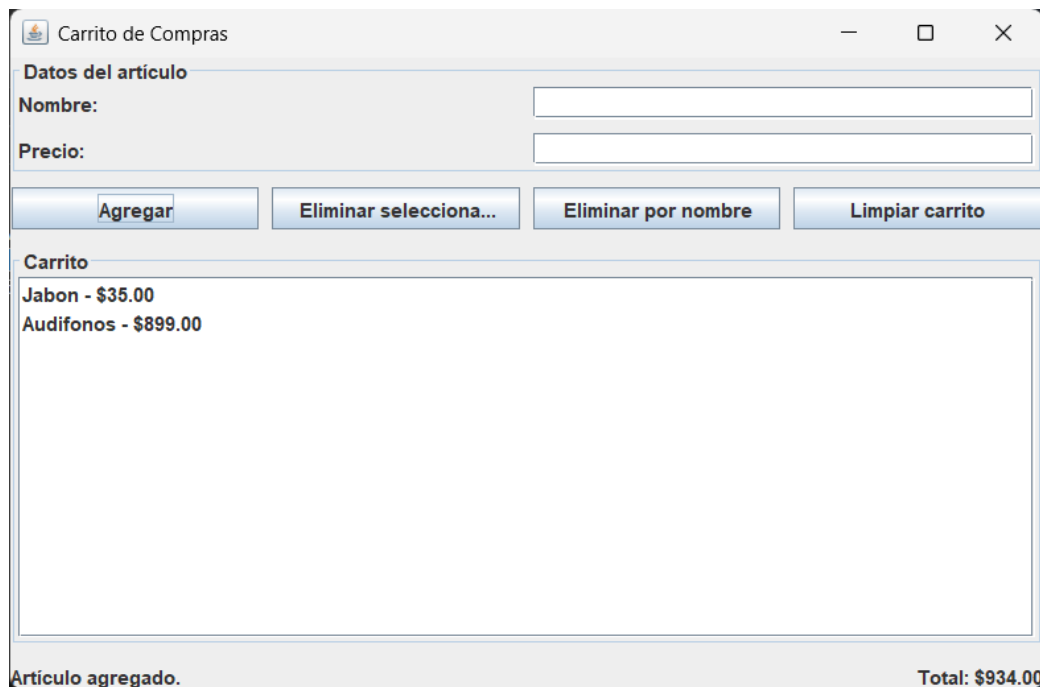 Carrito de Compras
Datos del artículo
Nombre:
Precio:
Agregar Eliminar selecciona... Eliminar por nombre Limpiar carrito
Carrito
Jabon - $35.00
Audifonos - $899.00
Artículo agregado. Total: $934.00